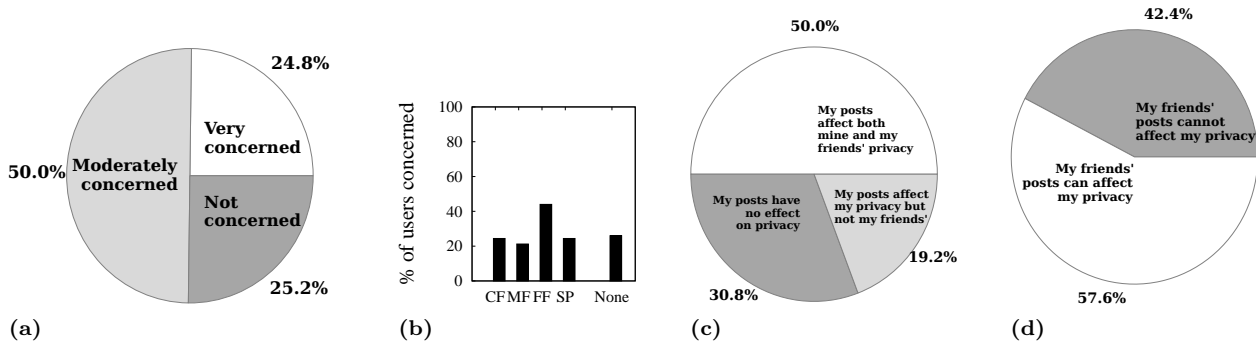 24.8%
Very
concerned
Moderately
concerned
50.0%
Not
concerned
25.2%
(a)
% of users concerned
100
80
60
40
20
0
CF MF FF SP None
(b)
50.0%
My posts
affect both
mine and my
friends' privacy
My posts have
no effect
on privacy
My posts affect
my privacy but
not my friends'
19.2%
30.8%
(c)
42.4%
My friends'
posts cannot
affect my privacy
My friends'
posts can affect
my privacy
57.6%
(d)